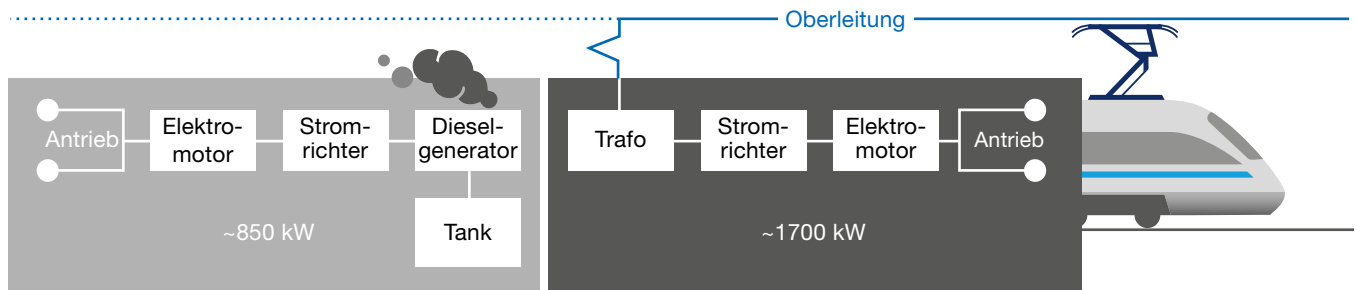 Oberleitung
Antrieb
Elektro-
motor
Strom-
richter
Diesel-
generator
Tank
~850 kW
Trafo
Strom-
richter
Elektro-
motor
Antrieb
~1700 kW